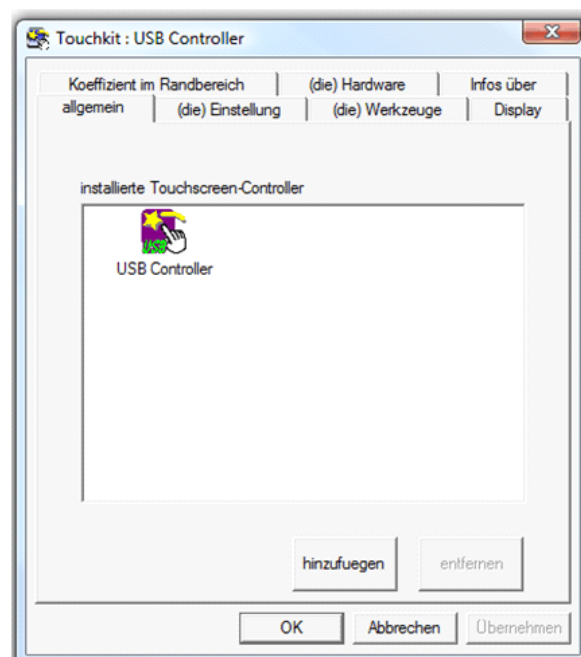 Touchkit : USB Controller
Koeffizient im Randbereich (die) Hardware Infos über
allgemein (die) Einstellung (die) Werkzeuge Display
installierte Touchscreen-Controller
USB
USB Controller
hinzufuegen entfernen
OK Abbrechen Übernehmen